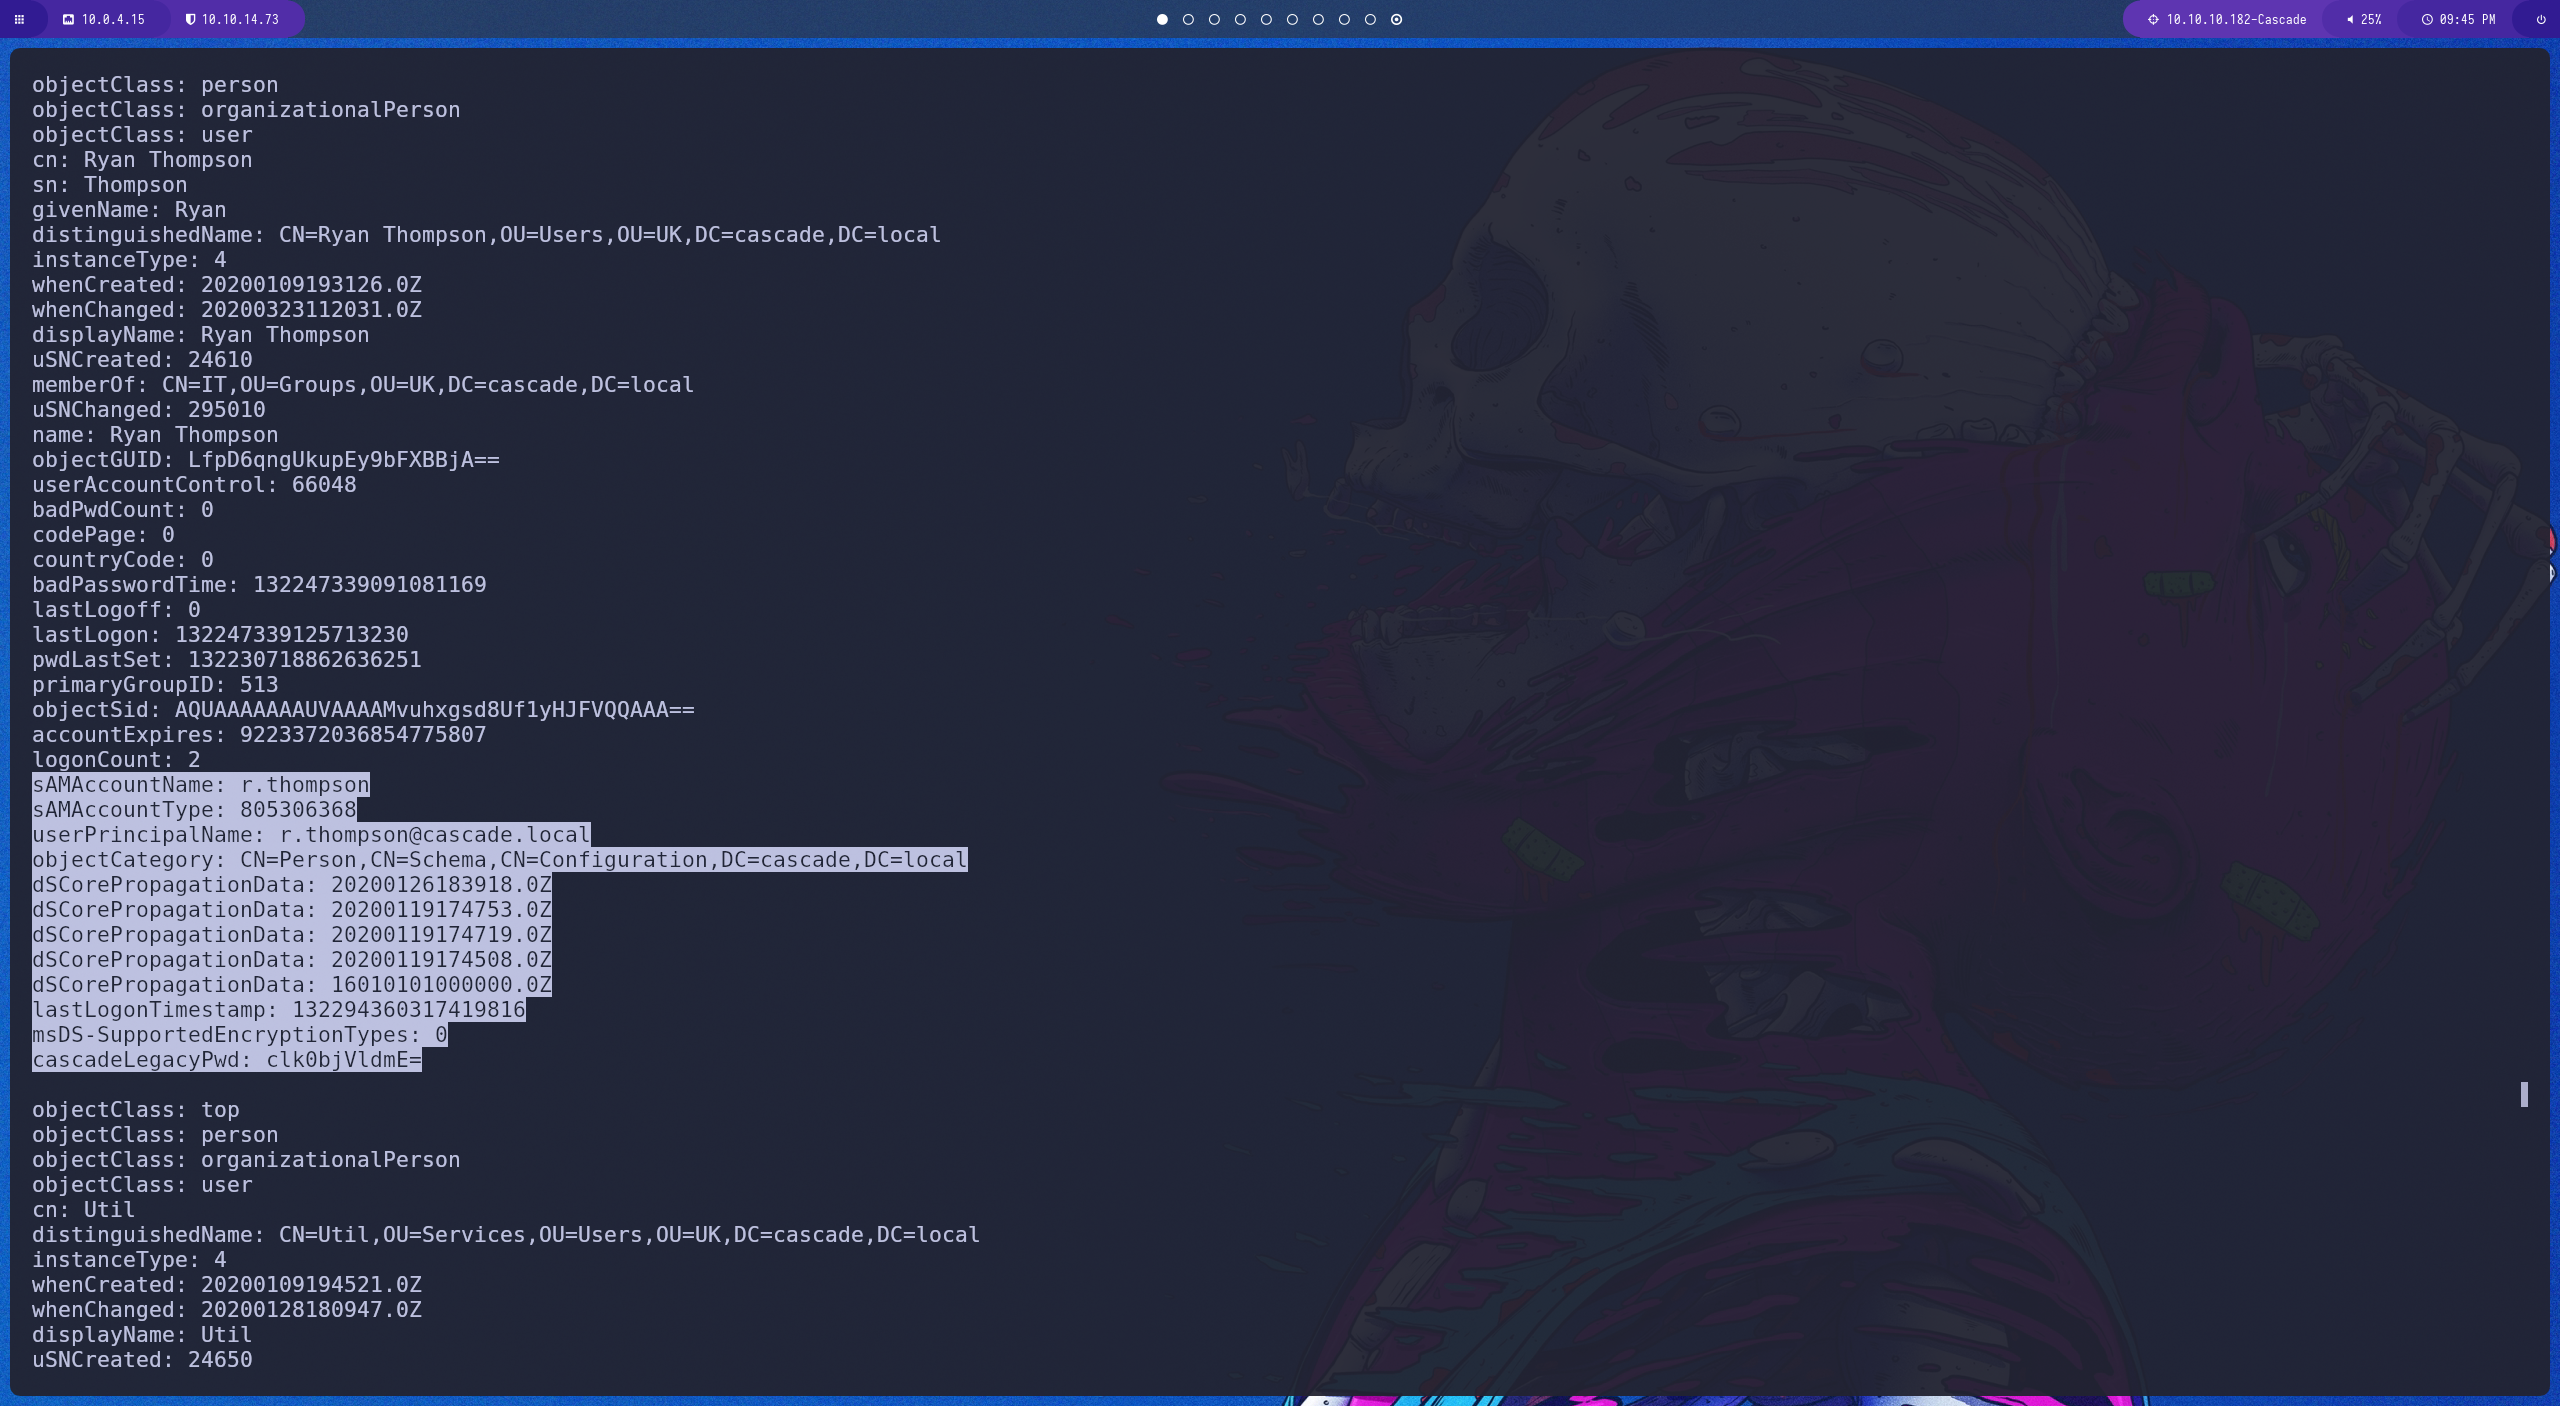 10.0.4.15 10.10.14.73 10.10.10.182-Cascade 25% 09:45 PM
objectClass: person
objectClass: organizationalPerson
objectClass: user
cn: Ryan Thompson
sn: Thompson
givenName: Ryan
distinguishedName: CN=Ryan Thompson,OU=Users,OU=UK,DC=cascade,DC=local
instanceType: 4
whenCreated: 20200109193126.0Z
whenChanged: 20200323112031.0Z
displayName: Ryan Thompson
uSNCreated: 24610
memberOf: CN=IT,OU=Groups,OU=UK,DC=cascade,DC=local
uSNChanged: 295010
name: Ryan Thompson
objectGUID: LfpD6qngUkupEy9bFXBBjA==
userAccountControl: 66048
badPwdCount: 0
codePage: 0
countryCode: 0
badPasswordTime: 132247339091081169
lastLogoff: 0
lastLogon: 132247339125713230
pwdLastSet: 132230718862636251
primaryGroupID: 513
objectSid: AQUAAAAAAAUVAAAAMvuhxgsd8Uf1yHJFVQQAAA==
accountExpires: 9223372036854775807
logonCount: 2
sAMAccountName: r.thompson
sAMAccountType: 805306368
userPrincipalName: r.thompson@cascade.local
objectCategory: CN=Person,CN=Schema,CN=Configuration,DC=cascade,DC=local
dSCorePropagationData: 20200126183918.0Z
dSCorePropagationData: 20200119174753.0Z
dSCorePropagationData: 20200119174719.0Z
dSCorePropagationData: 20200119174508.0Z
dSCorePropagationData: 16010101000000.0Z
lastLogonTimestamp: 132294360317419816
msDS-SupportedEncryptionTypes: 0
cascadeLegacyPwd: clk0bjVldmE=
objectClass: top
objectClass: person
objectClass: organizationalPerson
objectClass: user
cn: Util
distinguishedName: CN=Util,OU=Services,OU=Users,OU=UK,DC=cascade,DC=local
instanceType: 4
whenCreated: 20200109194521.0Z
whenChanged: 20200128180947.0Z
displayName: Util
uSNCreated: 24650